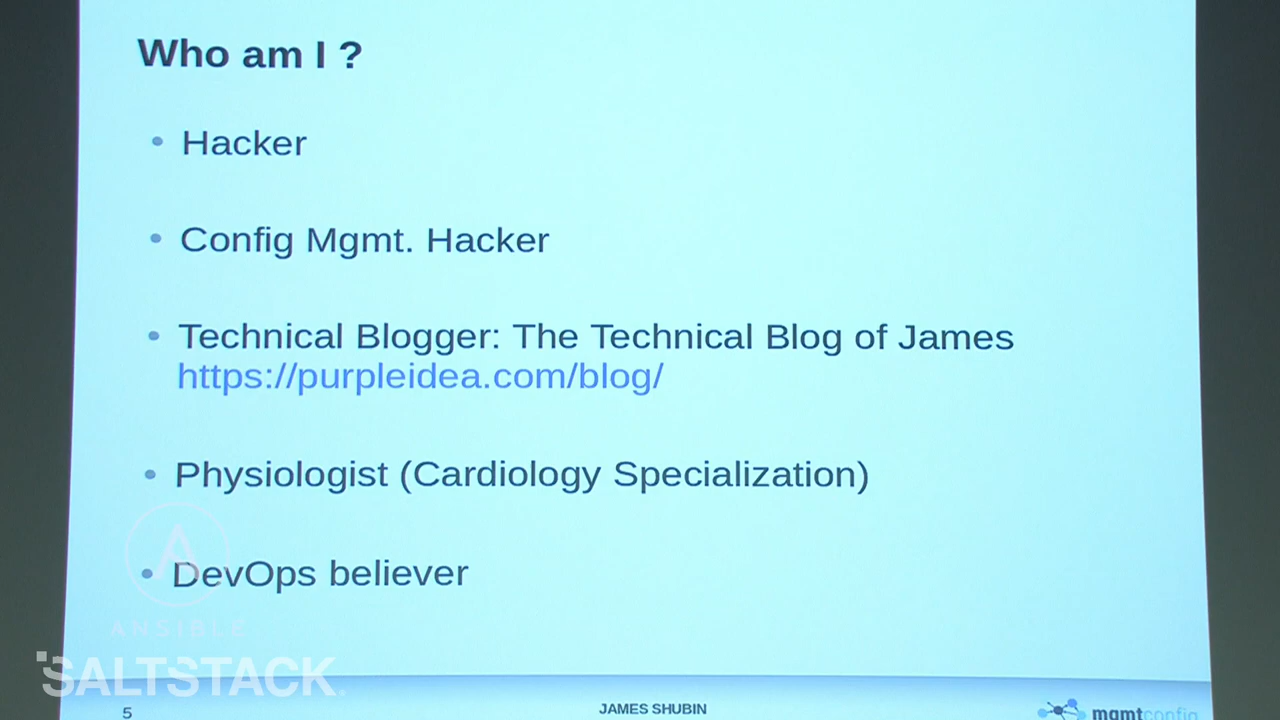 Who am I ?
• Hacker
• Config Mgmt. Hacker
• Technical Blogger: The Technical Blog of James
https://purpleidea.com/blog/
• Physiologist (Cardiology Specialization)
• DevOps believer
ANSIBLE
SALTSTACK
5
JAMES SHUBIN
mgmtconfig